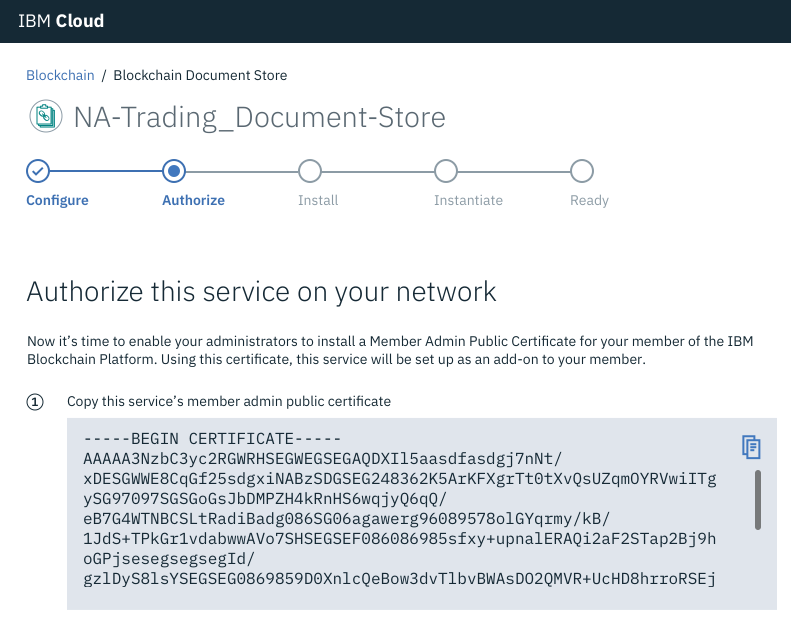 IBM Cloud
Blockchain / Blockchain Document Store
NA-Trading_Document-Store
Configure Authorize Install Instantiate Ready
Authorize this service on your network
Now it’s time to enable your administrators to install a Member Admin Public Certificate for your member of the IBM
Blockchain Platform. Using this certificate, this service will be set up as an add-on to your member.
1 Copy this service’s member admin public certificate
-----BEGIN CERTIFICATE-----
AAAAA3NzbC3yc2RGWRHSEGWEGSEGAQDXIl5aasdfasdgj7nNt/
xDESGWWE8CqGf25sdgxiNABzSDGSEG248362K5ArKFXgrTt0tXvQsUZqmOYRVwiITg
ySG97097SGSGoGsJbDMPZH4kRnHS6wqjyQ6qQ/
eB7G4WTNBCSLtRadiBadg086SG06agawerg96089578olGYqrmy/kB/
1JdS+TPkGr1vdabwwAVo7SHSEGSEF086086985sfxy+upnalERAQi2aF2STap2Bj9h
oGPjsesegsegsegId/
gzlDyS8lsYSEGSEG0869859D0XnlcQeBow3dvTlbvBWAsDO2QMVR+UcHD8hrroRSEj